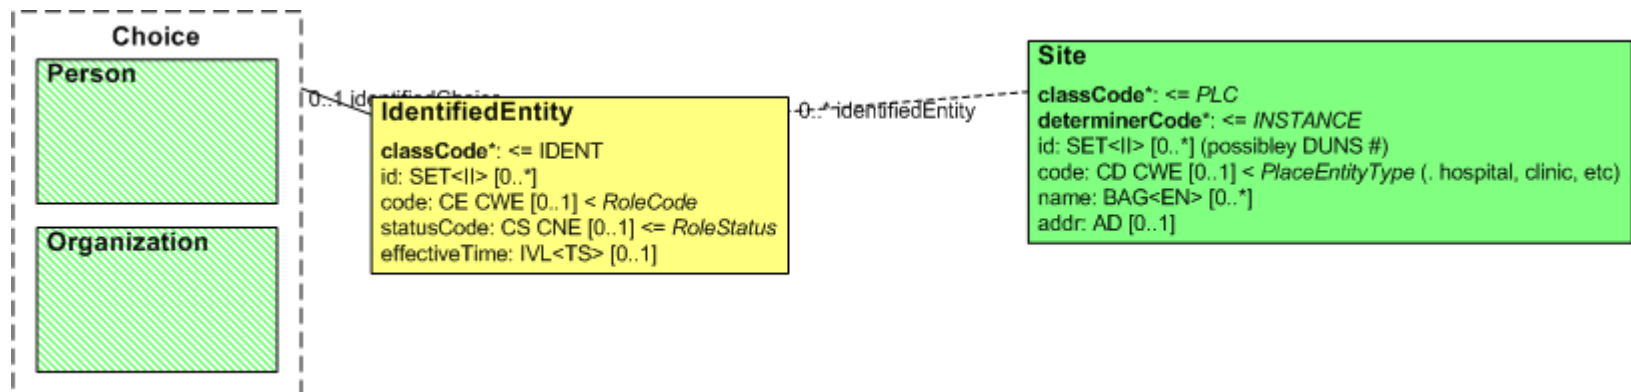 Choice
Person
Organization
0..1 identifiedChoice
IdentifiedEntity
classCode*: <= IDENT
id: SET<II> [0..*]
code: CE CWE [0..1] < RoleCode
statusCode: CS CNE [0..1] <= RoleStatus
effectiveTime: IVL<TS> [0..1]
0..* identifiedEntity
Site
classCode*: <= PLC
determinerCode*: <= INSTANCE
id: SET<II> [0..*] (possibley DUNS #)
code: CD CWE [0..1] < PlaceEntityType (. hospital, clinic, etc)
name: BAG<EN> [0..*]
addr: AD [0..1]